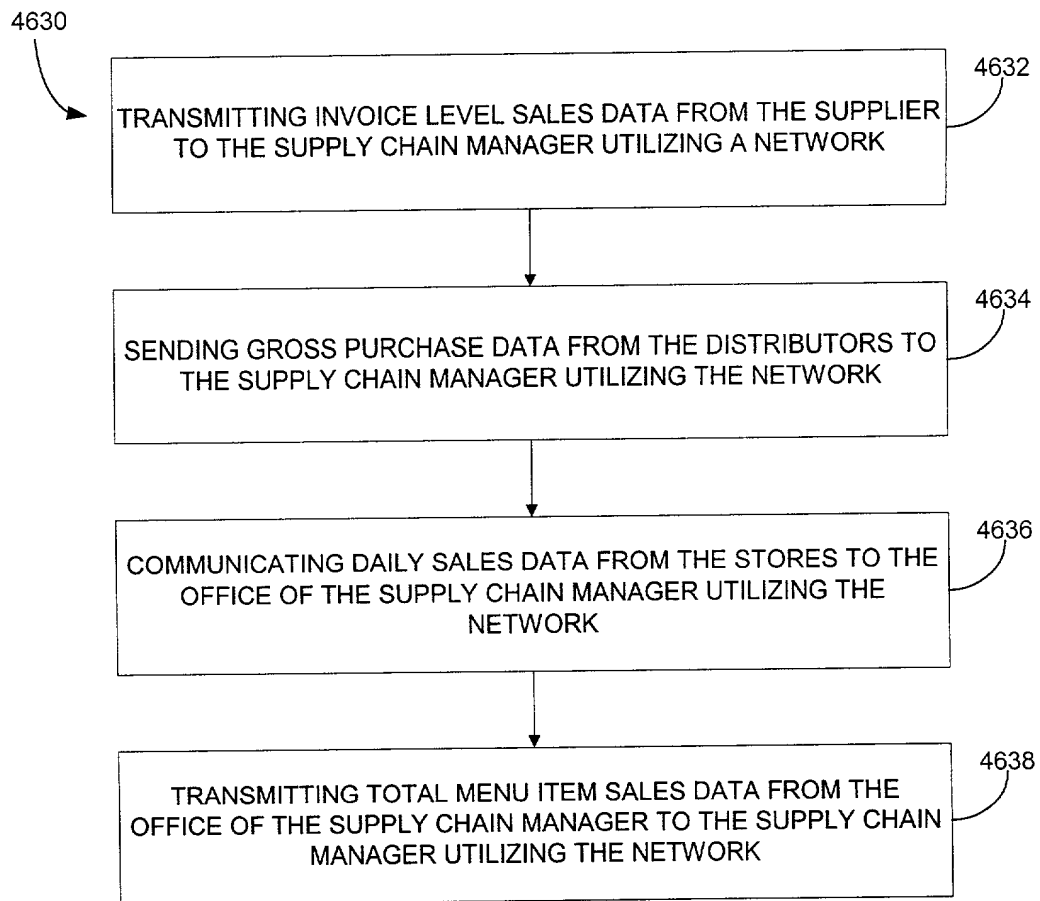 4630
4632
TRANSMITTING INVOICE LEVEL SALES DATA FROM THE SUPPLIER
TO THE SUPPLY CHAIN MANAGER UTILIZING A NETWORK
4634
SENDING GROSS PURCHASE DATA FROM THE DISTRIBUTORS TO
THE SUPPLY CHAIN MANAGER UTILIZING THE NETWORK
4636
COMMUNICATING DAILY SALES DATA FROM THE STORES TO THE
OFFICE OF THE SUPPLY CHAIN MANAGER UTILIZING THE
NETWORK
4638
TRANSMITTING TOTAL MENU ITEM SALES DATA FROM THE
OFFICE OF THE SUPPLY CHAIN MANAGER TO THE SUPPLY CHAIN
MANAGER UTILIZING THE NETWORK